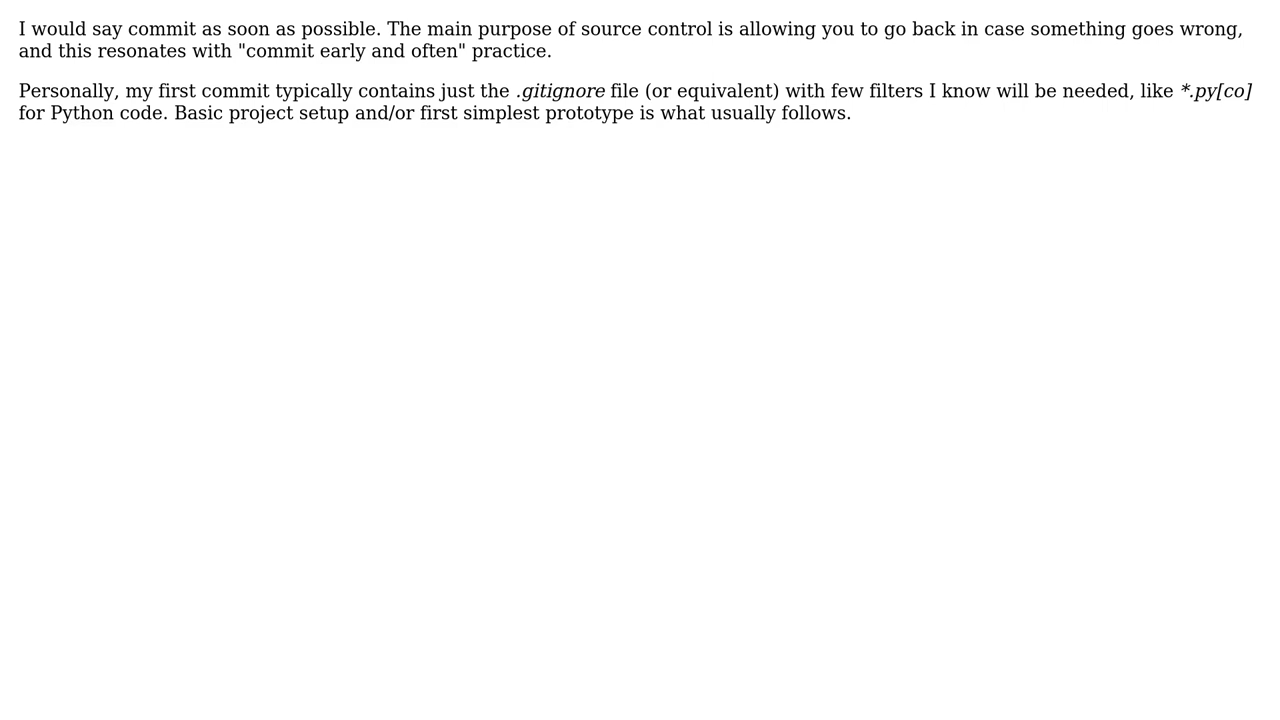 I would say commit as soon as possible. The main purpose of source control is allowing you to go back in case something goes wrong,
and this resonates with "commit early and often" practice.
Personally, my first commit typically contains just the .gitignore file (or equivalent) with few filters I know will be needed, like *.py[co]
for Python code. Basic project setup and/or first simplest prototype is what usually follows.